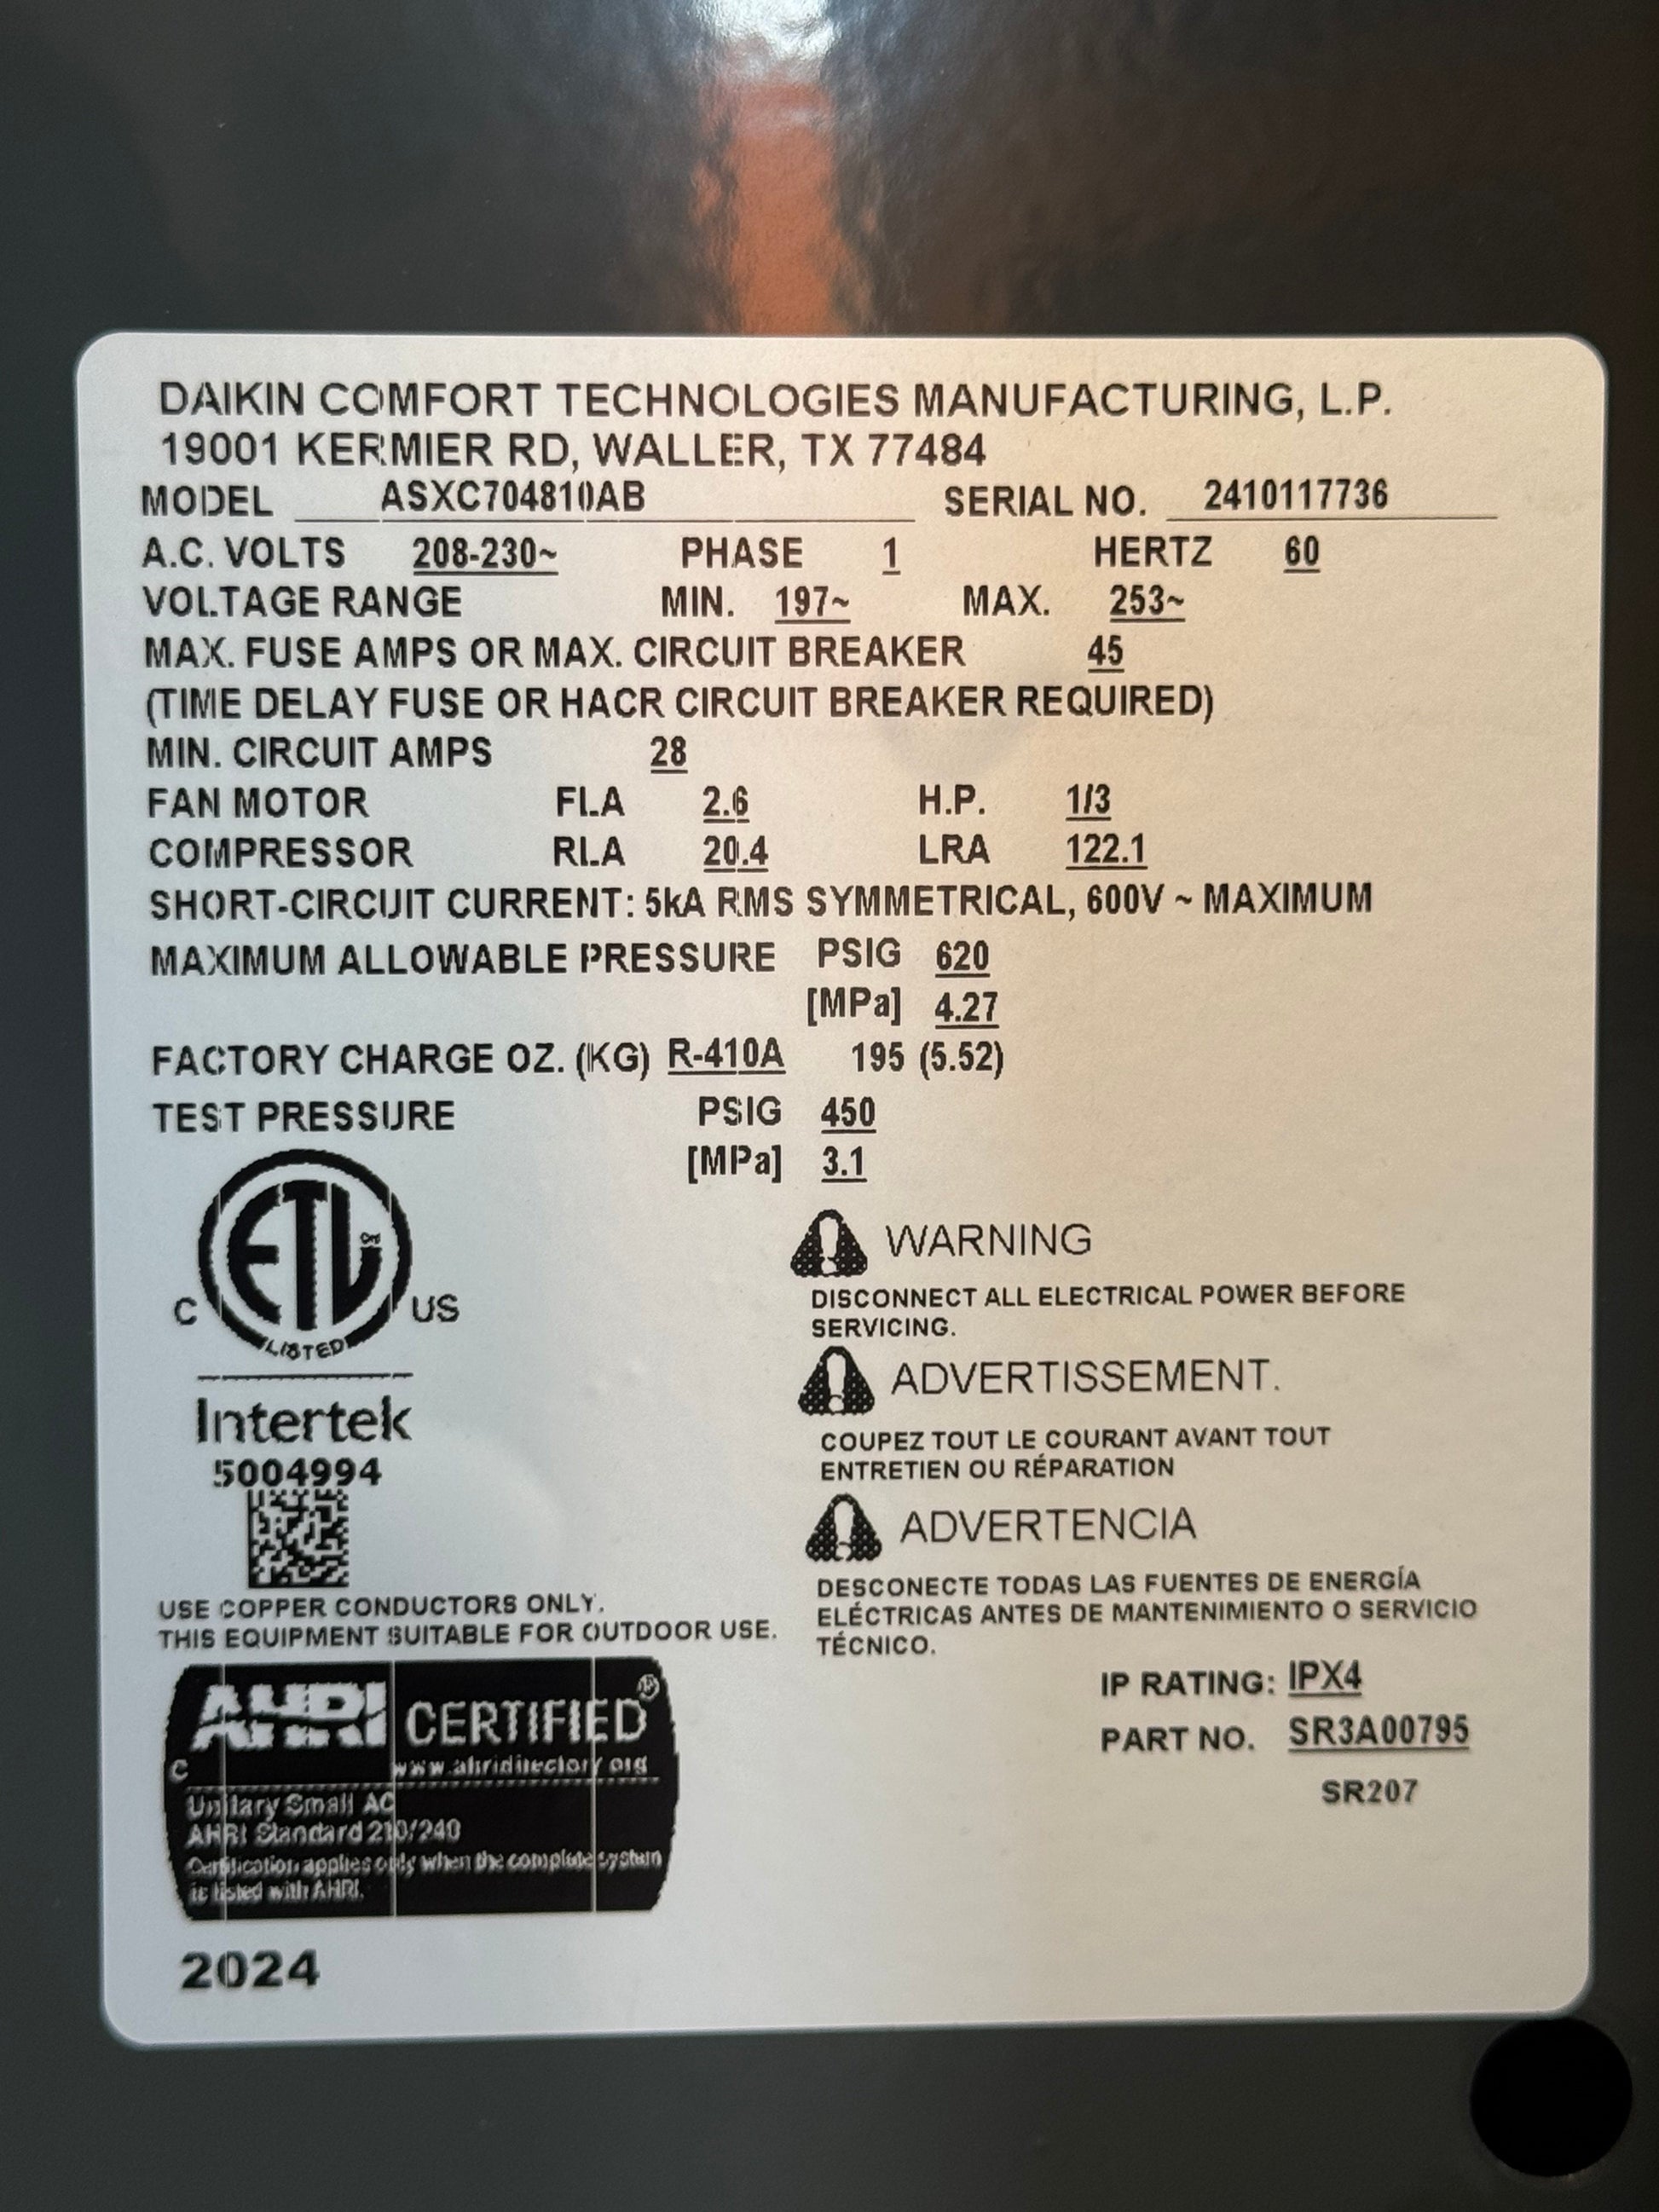 DAIKIN COMFORT TECHNOLOGIES MANUFACTURING, L.P.
19001 KERMIER RD, WALLER, TX 77484
MODEL ASXC704810AB SERIAL NO. 2410117736
A.C. VOLTS 208-230~ PHASE 1 HERTZ 60
VOLTAGE RANGE MIN. 197~ MAX. 253~
MAX. FUSE AMPS OR MAX. CIRCUIT BREAKER 45
(TIME DELAY FUSE OR HACR CIRCUIT BREAKER REQUIRED)
MIN. CIRCUIT AMPS 28
FAN MOTOR FLA 2.6 H.P. 1/3
COMPRESSOR RLA 20.4 LRA 122.1
SHORT-CIRCUIT CURRENT: 5kA RMS SYMMETRICAL, 600V ~ MAXIMUM
MAXIMUM ALLOWABLE PRESSURE PSIG 620
[MPa] 4.27
FACTORY CHARGE OZ. (KG) R-410A 195 (5.52)
TEST PRESSURE PSIG 450
[MPa] 3.1
C ETL US
LISTED
Intertek
5004994
USE COPPER CONDUCTORS ONLY.
THIS EQUIPMENT SUITABLE FOR OUTDOOR USE.
WARNING
DISCONNECT ALL ELECTRICAL POWER BEFORE
SERVICING.
ADVERTISSEMENT.
COUPEZ TOUT LE COURANT AVANT TOUT
ENTRETIEN OU RÉPARATION
ADVERTENCIA
DESCONECTE TODAS LAS FUENTES DE ENERGÍA
ELÉCTRICAS ANTES DE MANTENIMIENTO O SERVICIO
TÉCNICO.
AHRI CERTIFIED®
C www.ahridirectory.org
Unitary Small AC
AHRI Standard 210/240
Certification applies only when the complete system
is listed with AHRI.
IP RATING: IPX4
PART NO. SR3A00795
SR207
2024